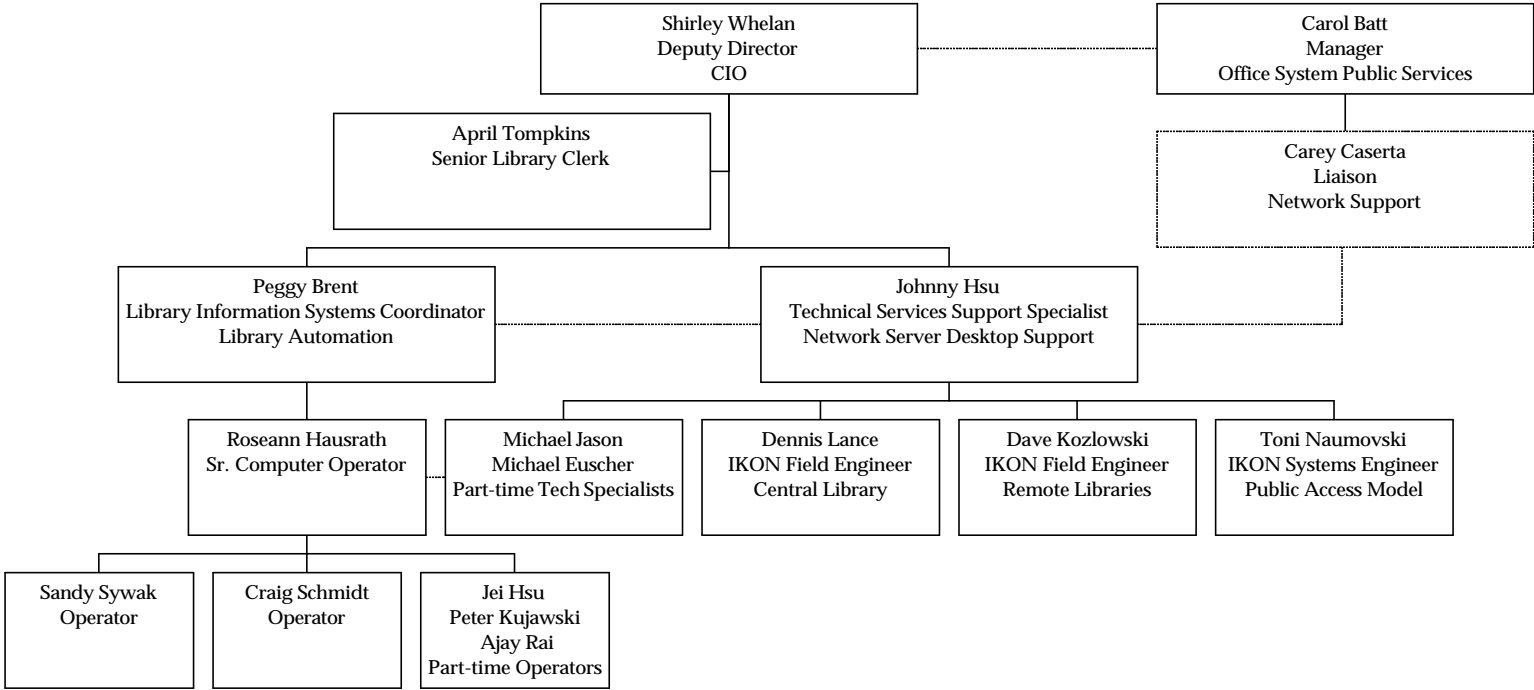 Shirley Whelan
Deputy Director
CIO
Carol Batt
Manager
Office System Public Services
April Tompkins
Senior Library Clerk
Carey Caserta
Liaison
Network Support
Peggy Brent
Library Information Systems Coordinator
Library Automation
Johnny Hsu
Technical Services Support Specialist
Network Server Desktop Support
Roseann Hausrath
Sr. Computer Operator
Michael Jason
Michael Euscher
Part-time Tech Specialists
Dennis Lance
IKON Field Engineer
Central Library
Dave Kozlowski
IKON Field Engineer
Remote Libraries
Toni Naumovski
IKON Systems Engineer
Public Access Model
Sandy Sywak
Operator
Craig Schmidt
Operator
Jei Hsu
Peter Kujawski
Ajay Rai
Part-time Operators